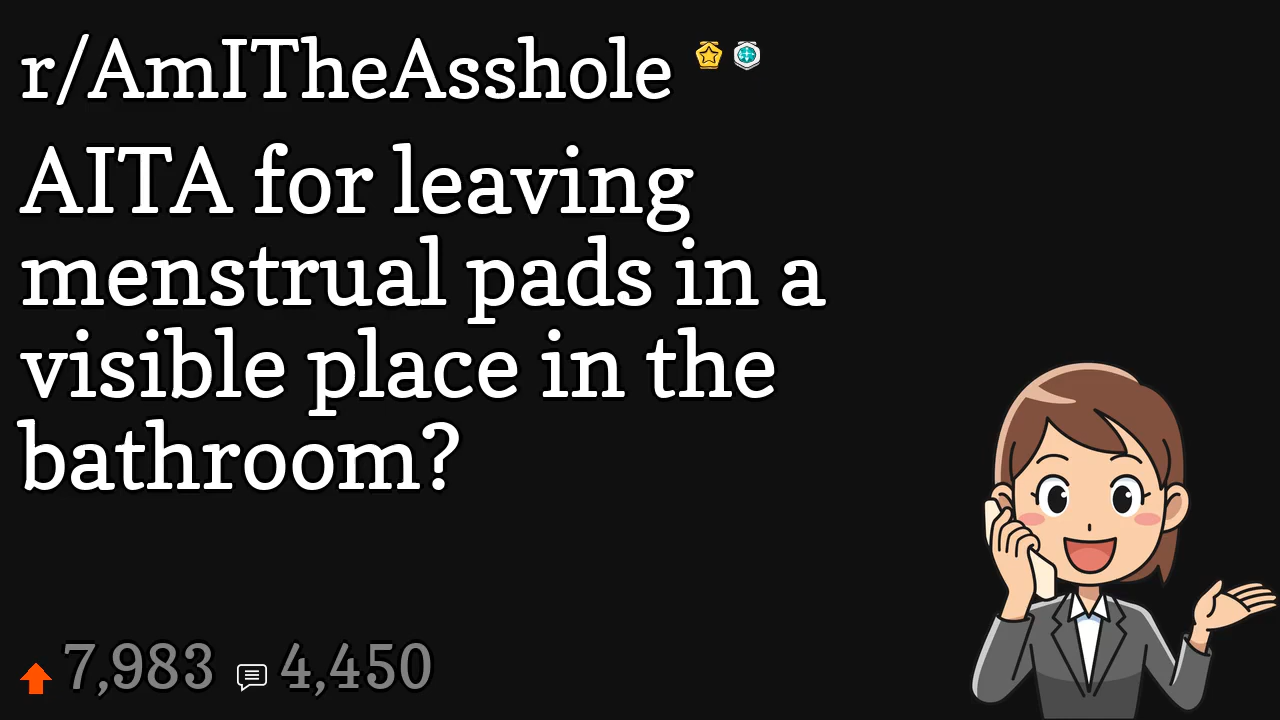 r/AmITheAsshole
AITA for leaving
menstrual pads in a
visible place in the
bathroom?
7,983 4,450